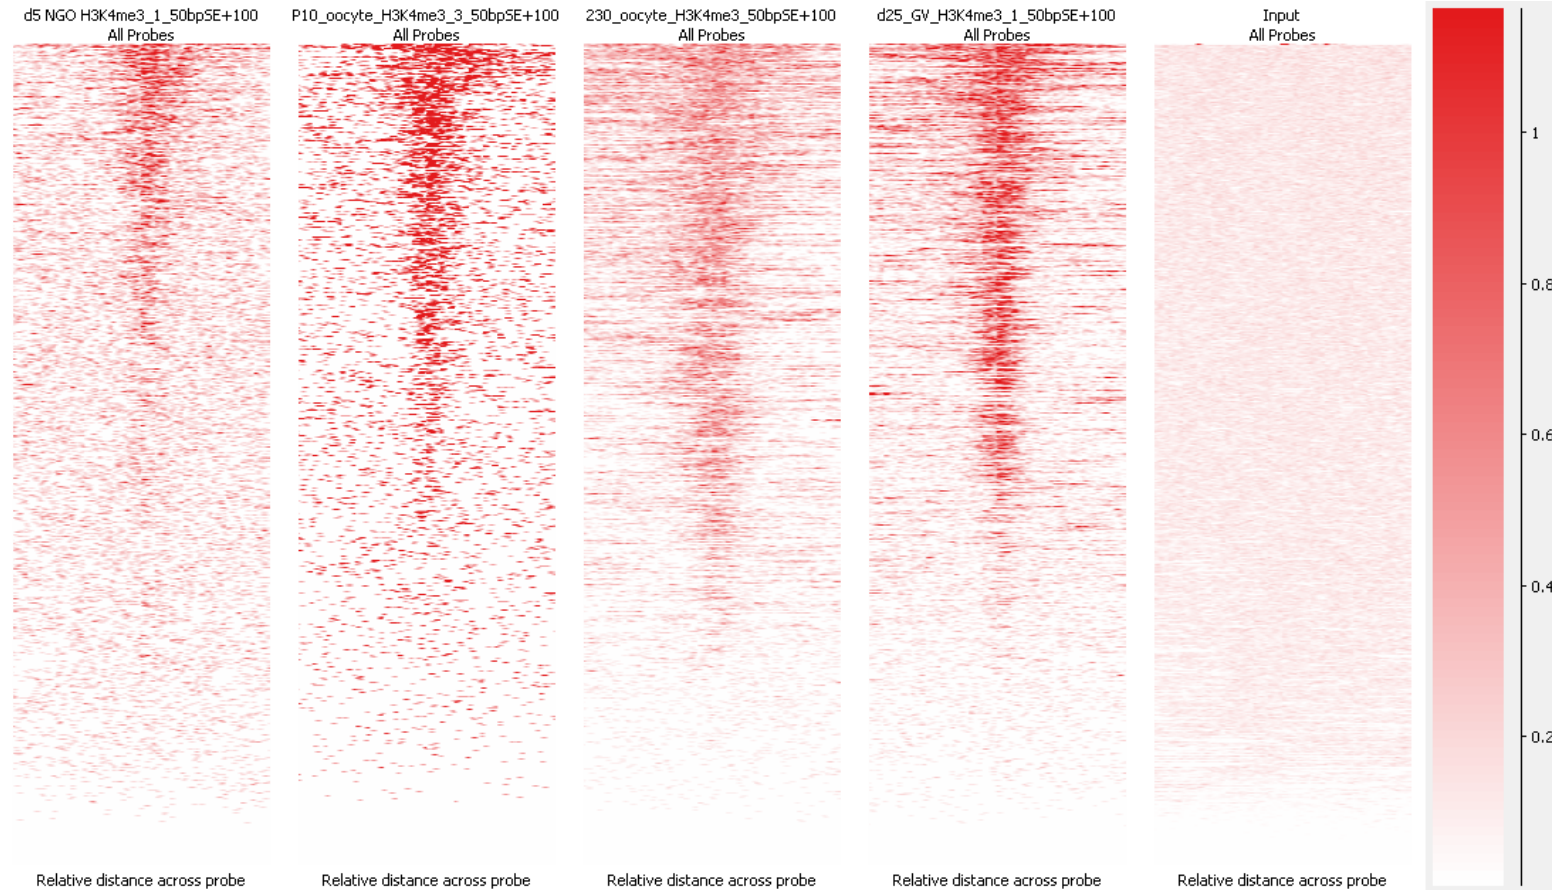 d5 NGO H3K4me3_1_50bpSE+100
All Probes
P10_oocyte_H3K4me3_3_50bpSE+100
All Probes
230_oocyte_H3K4me3_50bpSE+100
All Probes
d25_GV_H3K4me3_1_50bpSE+100
All Probes
Input
All Probes
1
0.8
0.6
0.4
0.2
Relative distance across probe
Relative distance across probe
Relative distance across probe
Relative distance across probe
Relative distance across probe